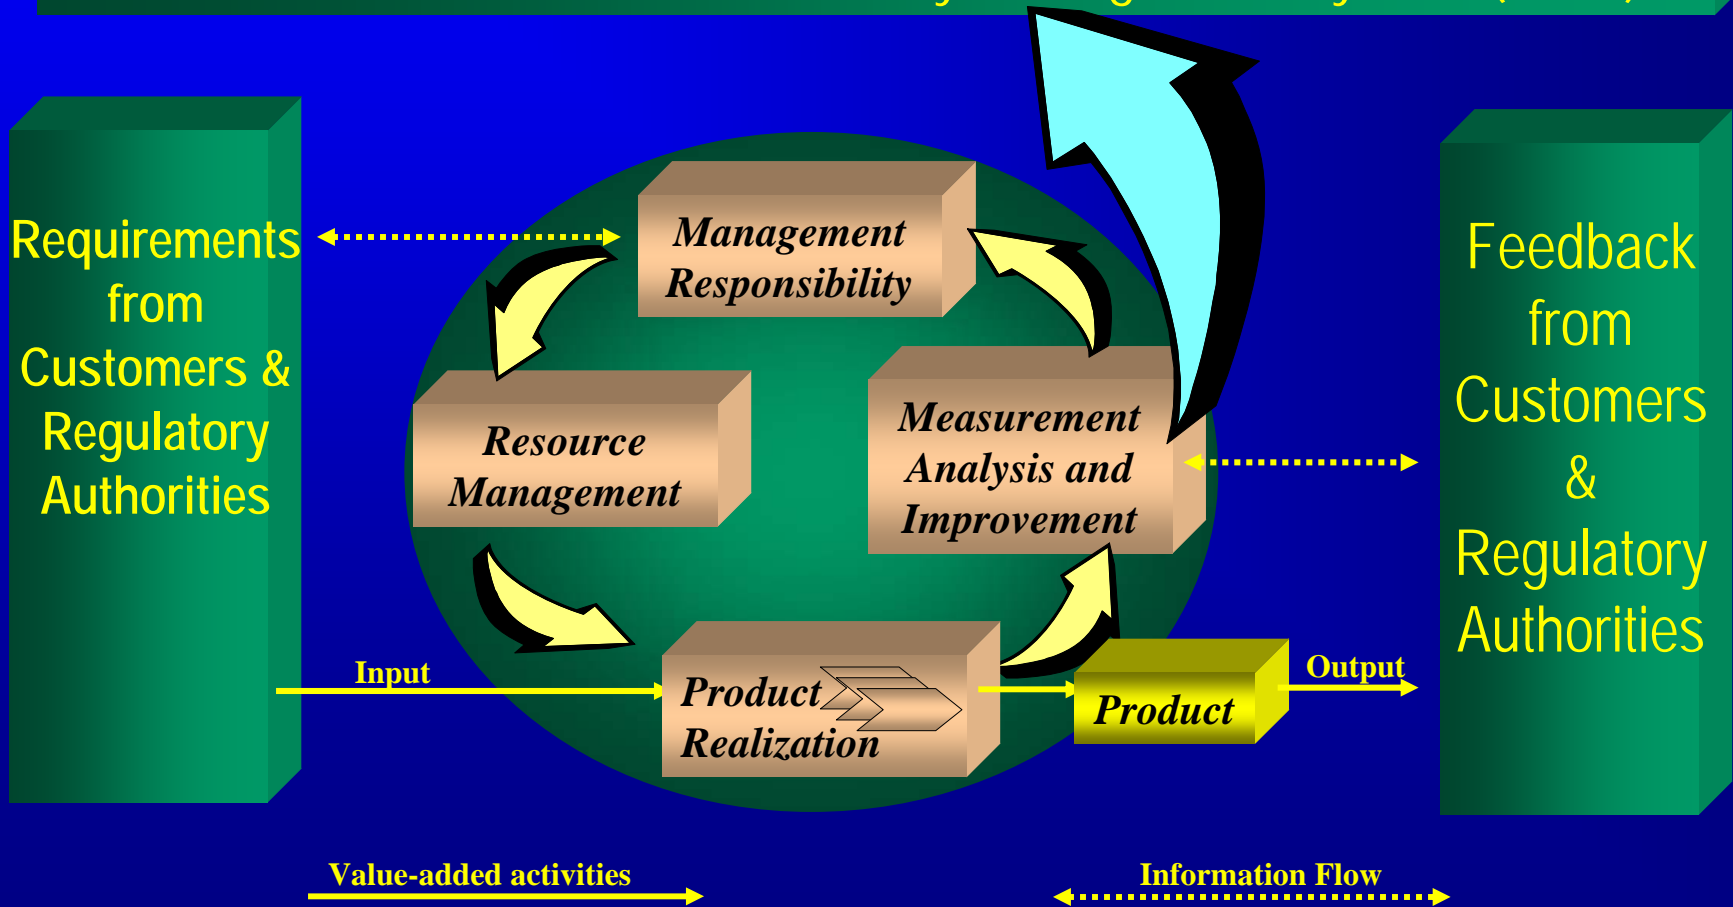 Requirements
from
Customers &
Regulatory
Authorities
Management
Responsibility
Resource
Management
Measurement
Analysis and
Improvement
Feedback
from
Customers
&
Regulatory
Authorities
Input
Product
Realization
Product
Output
Value-added activities
Information Flow